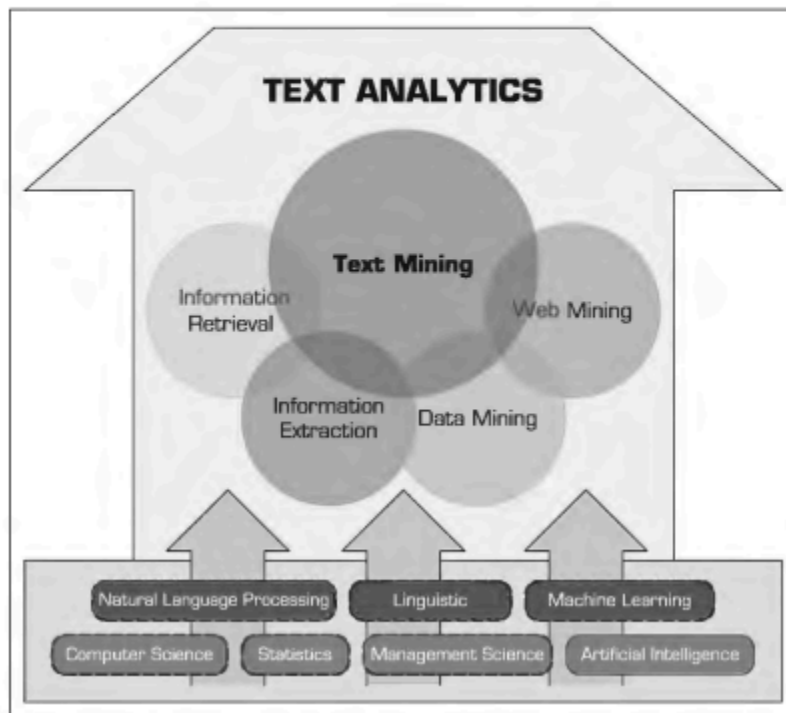 TEXT ANALYTICS
Text Mining
Information
Retrieval
Web Mining
Information
Extraction
Data Mining
Natural Language Processing
Linguistic
Machine Learning
Computer Science
Statistics
Management Science
Artificial Intelligence